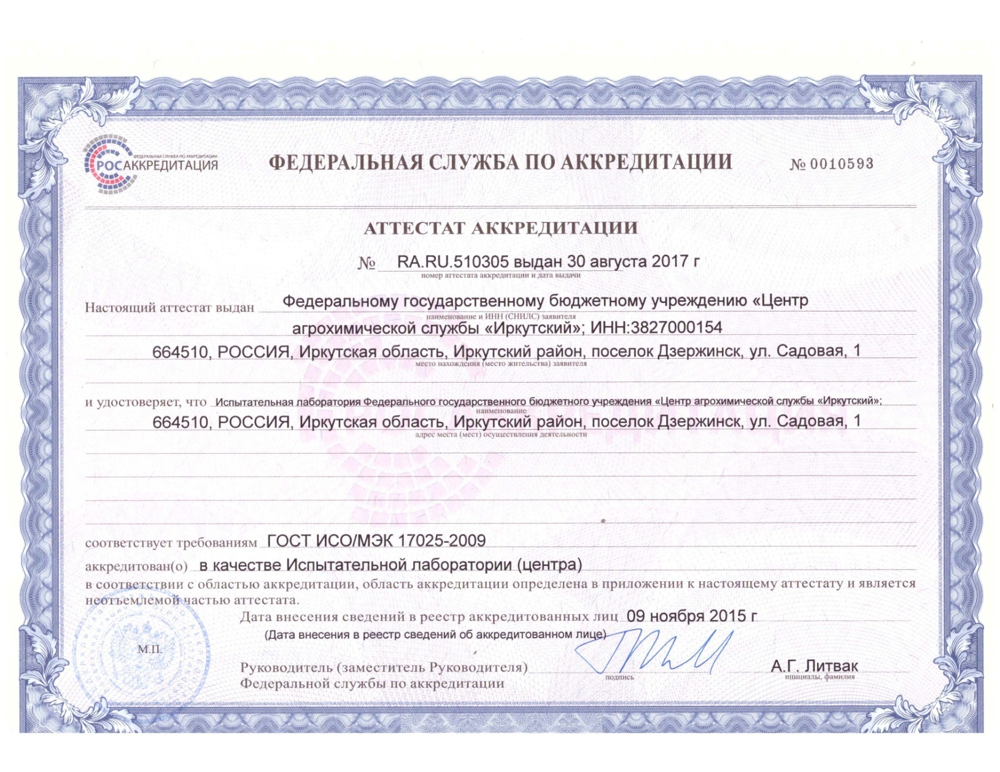 ФЕДЕРАЛЬНАЯ СЛУЖБА ПО АККРЕДИТАЦИИ
РОСАККРЕДИТАЦИЯ
ФЕДЕРАЛЬНАЯ СЛУЖБА ПО АККРЕДИТАЦИИ
№ 0010593
АТТЕСТАТ АККРЕДИТАЦИИ
№ RA.RU.510305 выдан 30 августа 2017 г
номер аттестата аккредитации и дата выдачи
Настоящий аттестат выдан Федеральному государственному бюджетному учреждению «Центр
наименование и ИНН (СНИЛС) заявителя
агрохимической службы «Иркутский»; ИНН:3827000154
664510, РОССИЯ, Иркутская область, Иркутский район, поселок Дзержинск, ул. Садовая, 1
место нахождения (место жительства) заявителя
и удостоверяет, что Испытательная лаборатория Федерального государственного бюджетного учреждения «Центр агрохимической службы «Иркутский»;
наименование
664510, РОССИЯ, Иркутская область, Иркутский район, поселок Дзержинск, ул. Садовая, 1
адрес места (мест) осуществления деятельности
соответствует требованиям ГОСТ ИСО/МЭК 17025-2009
аккредитован(о) в качестве Испытательной лаборатории (центра)
в соответствии с областью аккредитации, область аккредитации определена в приложении к настоящему аттестату и является
неотъемлемой частью аттестата.
Дата внесения сведений в реестр аккредитованных лиц 09 ноября 2015 г
(Дата внесения в реестр сведений об аккредитованном лице)
М.П.
Руководитель (заместитель Руководителя)
Федеральной службы по аккредитации
подпись
А.Г. Литвак
инициалы, фамилия